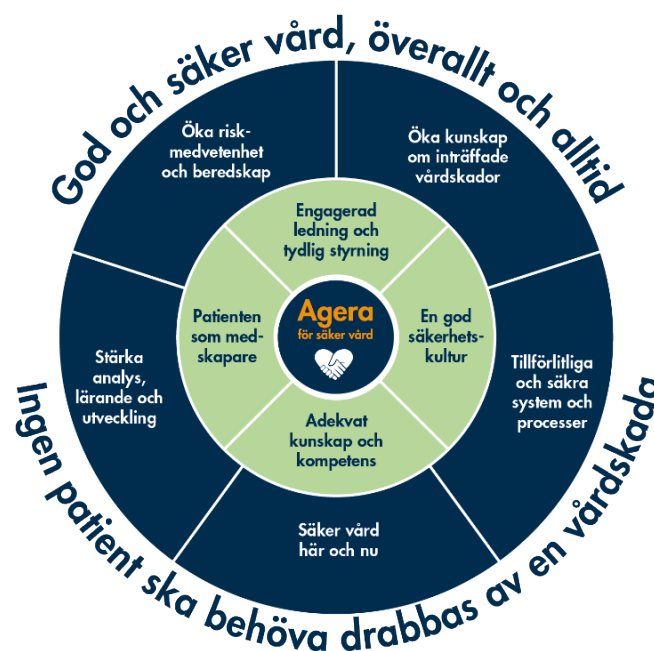 God och säker vård, överallt och alltid
Öka risk-
medvetenhet
och beredskap
Öka kunskap
om inträffade
vårdskador
Engagerad
ledning och
tydlig styrning
Patienten
som med-
skapare
Agera
för säker vård
En god
säkerhets-
kultur
Stärka
analys,
lärande och
utveckling
Tillförlitliga
och säkra
system och
processer
Adekvat
kunskap och
kompetens
Säker vård
här och nu
Ingen patient ska behöva drabbas av en vårdskada